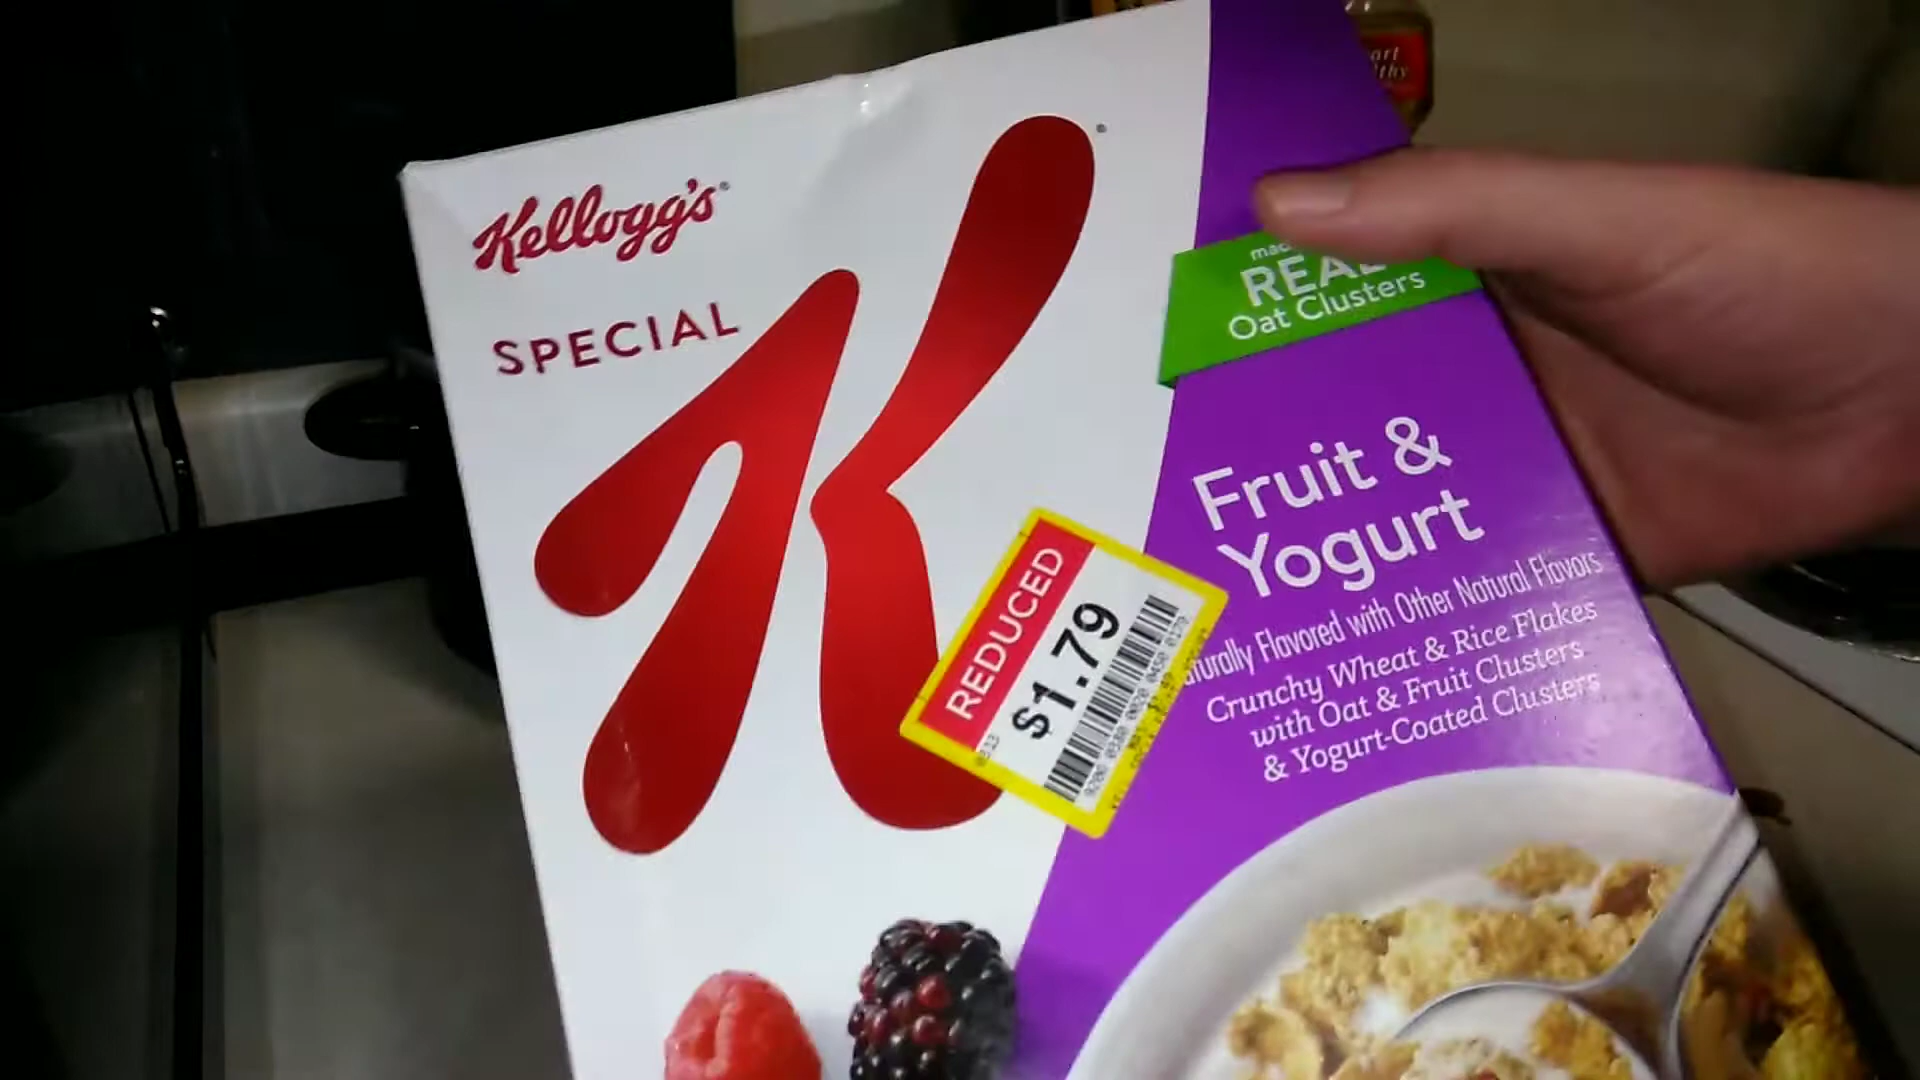 Kellogg's
SPECIAL
K
REAL
Oat Clusters
Fruit &
Yogurt
Flavored with Other Natural Flavors
Crunchy Wheat & Rice Flakes
with Oat & Fruit Clusters
& Yogurt-Coated Clusters
REDUCED
$1.79